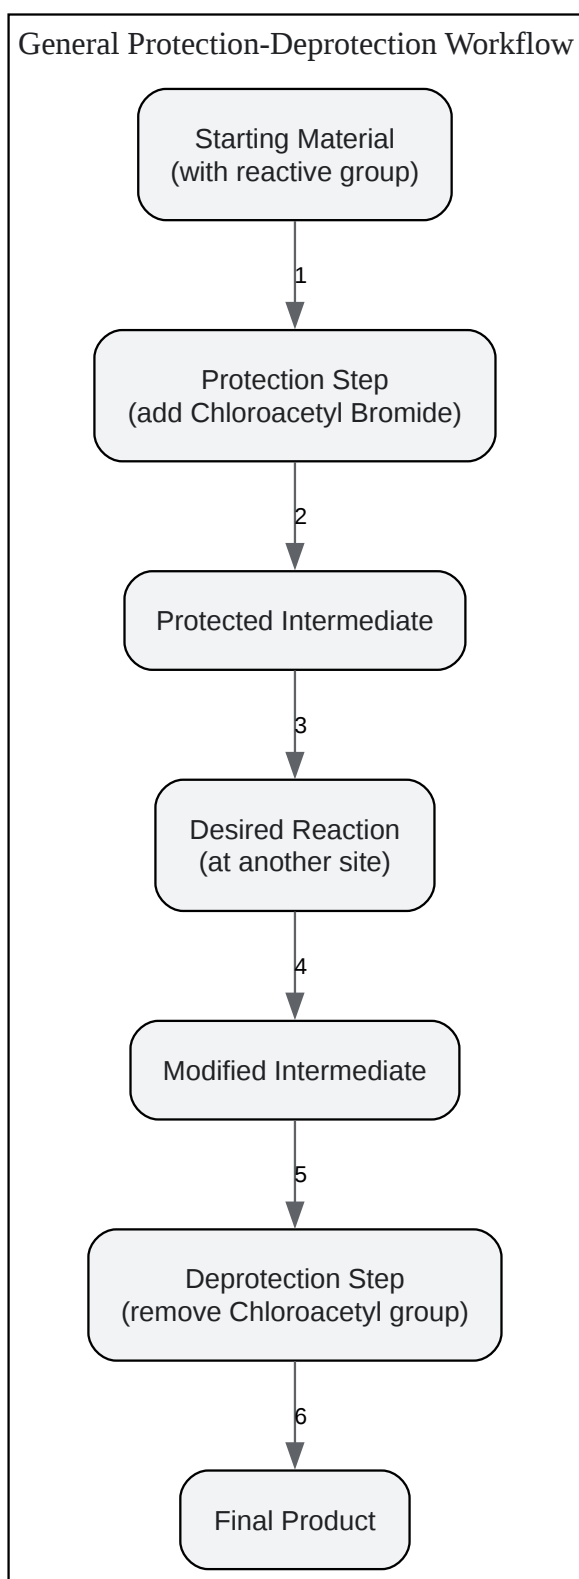 General Protection-Deprotection Workflow
Starting Material
(with reactive group)
1
Protection Step
(add Chloroacetyl Bromide)
2
Protected Intermediate
3
Desired Reaction
(at another site)
4
Modified Intermediate
5
Deprotection Step
(remove Chloroacetyl group)
6
Final Product